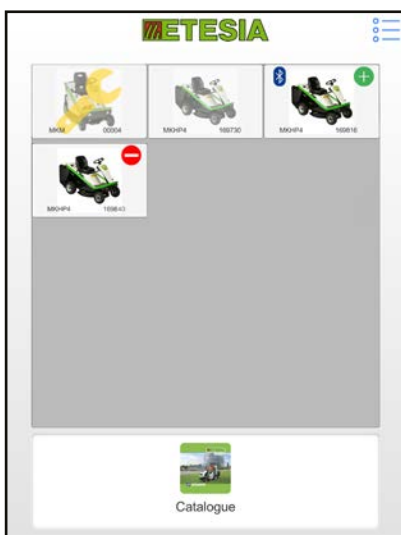 ETESIA
MKM 00004
MKHP4 169730
MKHP4 169816
MKHP4 169843
Catalogue